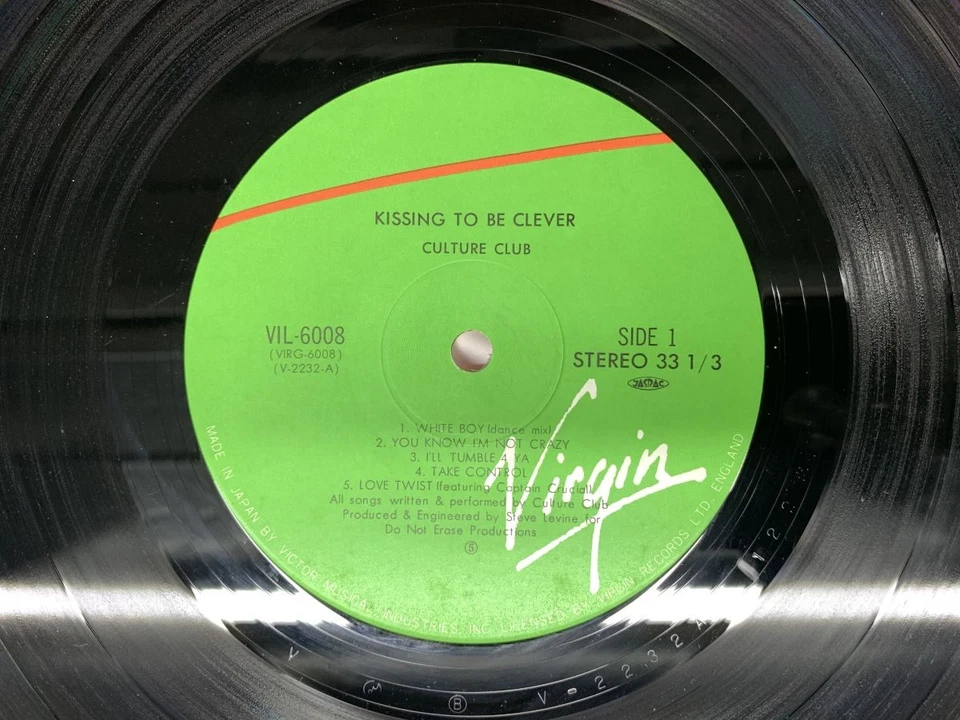 KISSING TO BE CLEVER
CULTURE CLUB
VIL-6008
(VIRG-6008)
(V-2232-A)
SIDE 1
STEREO 33 1/3
JASRAC
1. WHITE BOY (dance mix)
2. YOU KNOW I'M NOT CRAZY
3. I'LL TUMBLE 4 YA
4. TAKE CONTROL
5. LOVE TWIST (featuring Captain Crucial)
All songs written & performed by Culture Club
Produced & Engineered by Steve Levine for
Do Not Erase Productions
Virgin
MADE IN JAPAN BY VICTOR MUSICAL INDUSTRIES, INC. LICENSED BY VIRGIN RECORDS LTD. ENGLAND
Y
B V-2232A